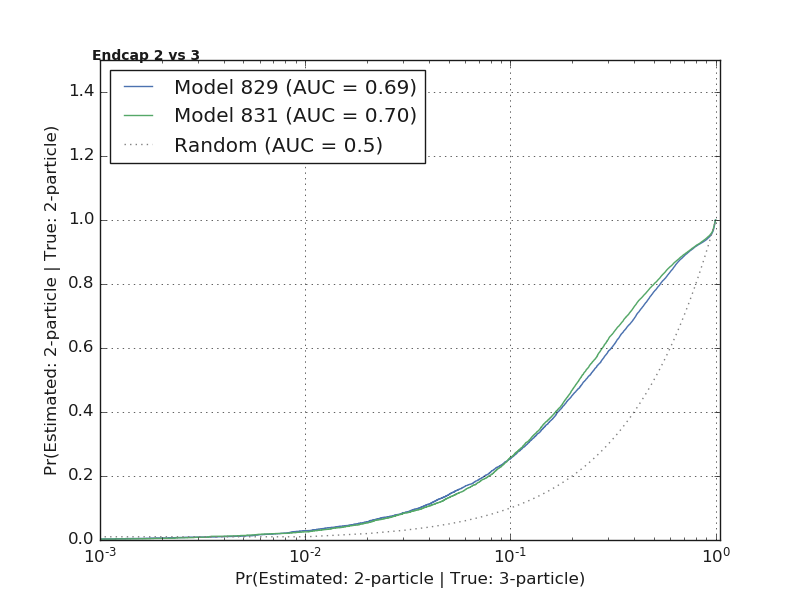 Endcap 2 vs 3
Model 829 (AUC = 0.69)
Model 831 (AUC = 0.70)
Random (AUC = 0.5)
Pr(Estimated: 2-particle | True: 2-particle)
1.4
1.2
1.0
0.8
0.6
0.4
0.2
0.0
10⁻³ 10⁻² 10⁻¹ 10⁰
Pr(Estimated: 2-particle | True: 3-particle)